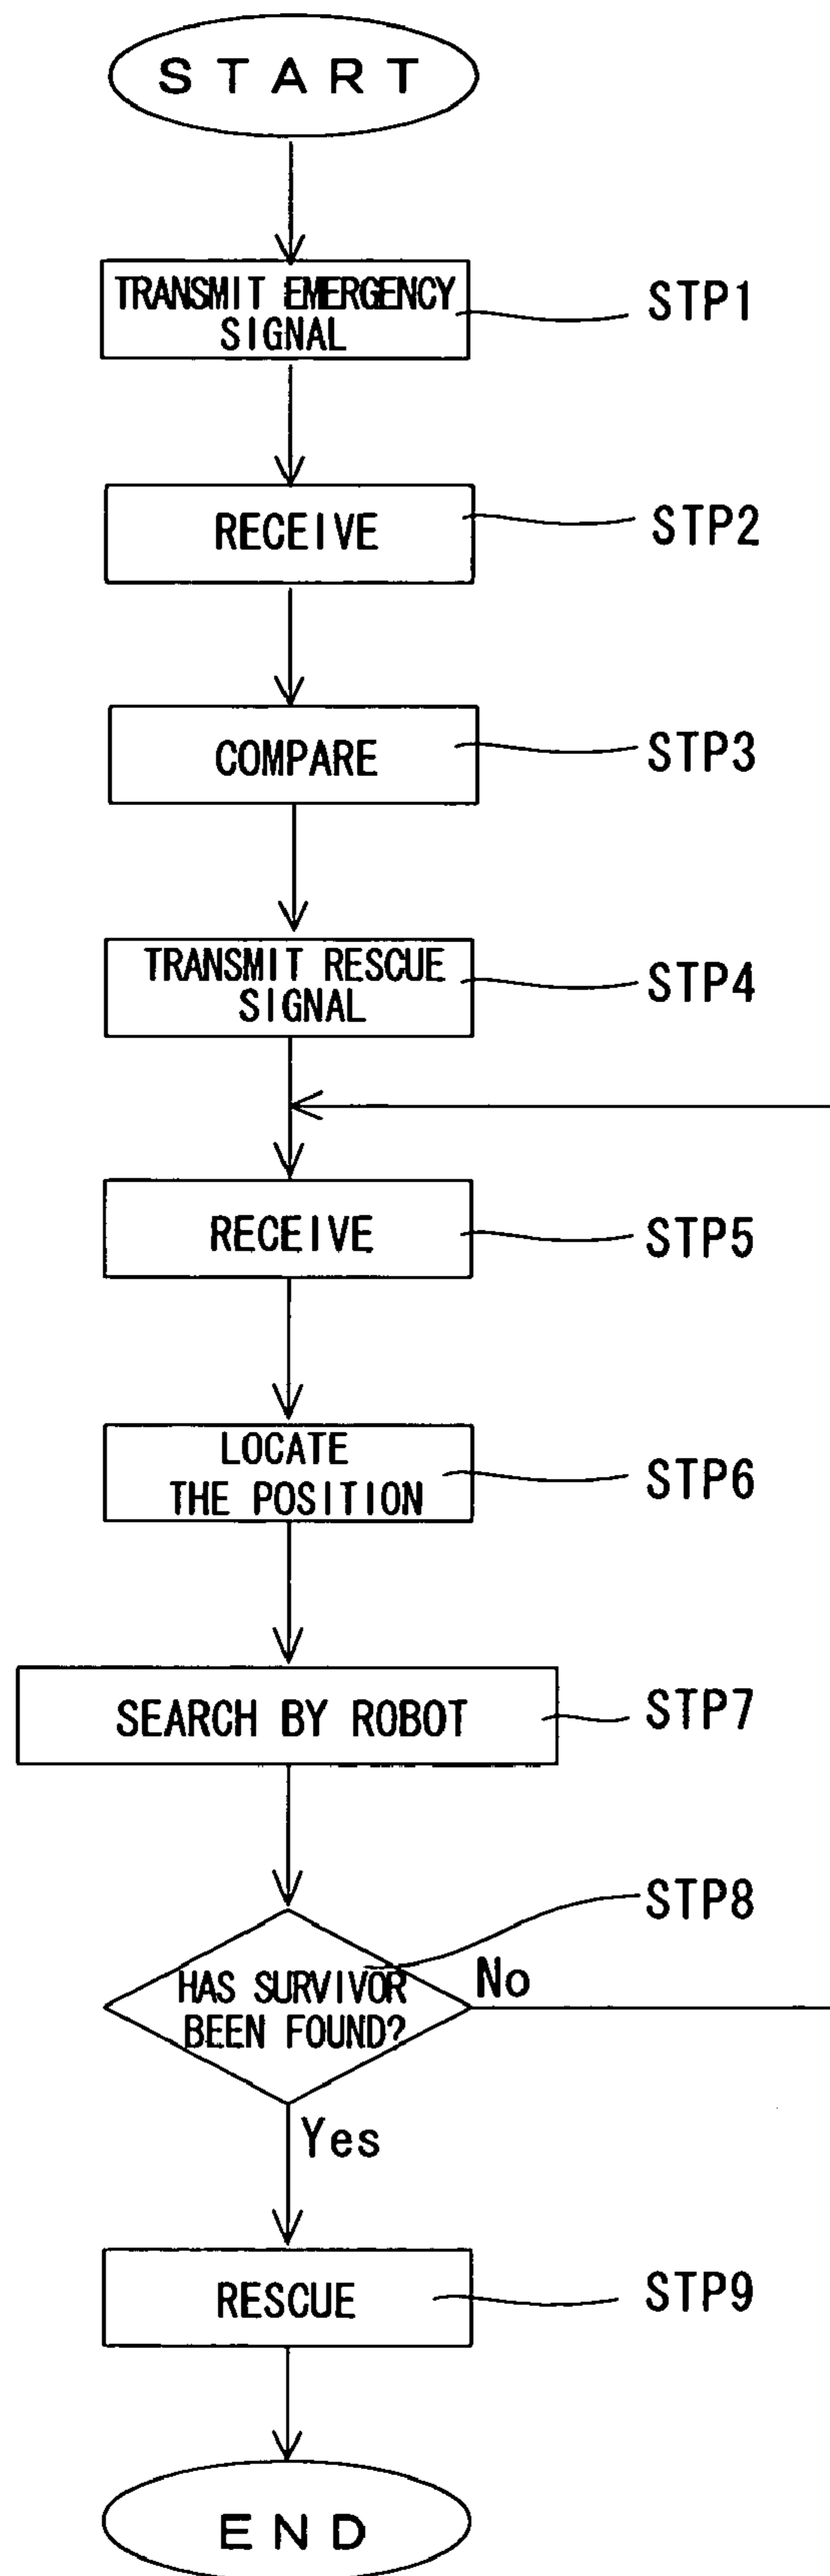 START
TRANSMIT EMERGENCY
SIGNAL
STP1
RECEIVE
STP2
COMPARE
STP3
TRANSMIT RESCUE
SIGNAL
STP4
RECEIVE
STP5
LOCATE
THE POSITION
STP6
SEARCH BY ROBOT
STP7
STP8
HAS SURVIVOR
BEEN FOUND?
No
Yes
RESCUE
STP9
END